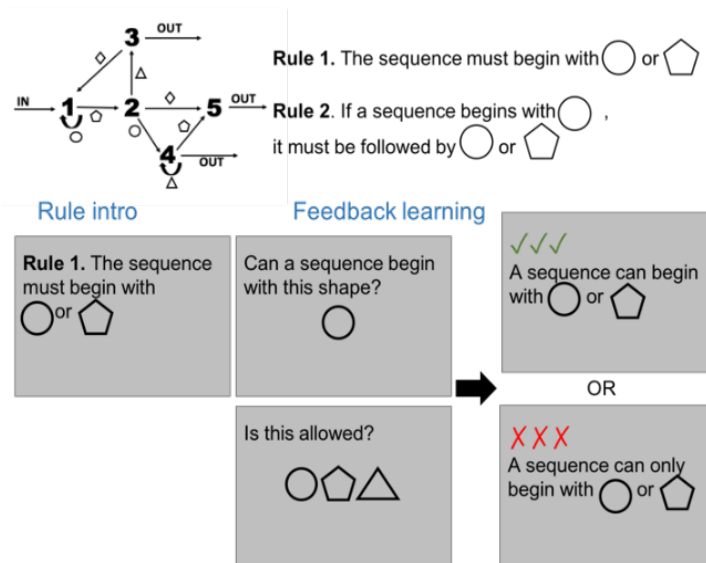 3 OUT
IN 1 2 5 OUT
4 OUT
Rule 1. The sequence must begin with or
Rule 2. If a sequence begins with ,
it must be followed by or
Rule intro
Feedback learning
Rule 1. The sequence
must begin with
or
Can a sequence begin
with this shape?
✓✓✓
A sequence can begin
with or
OR
Is this allowed?
XXX
A sequence can only
begin with or